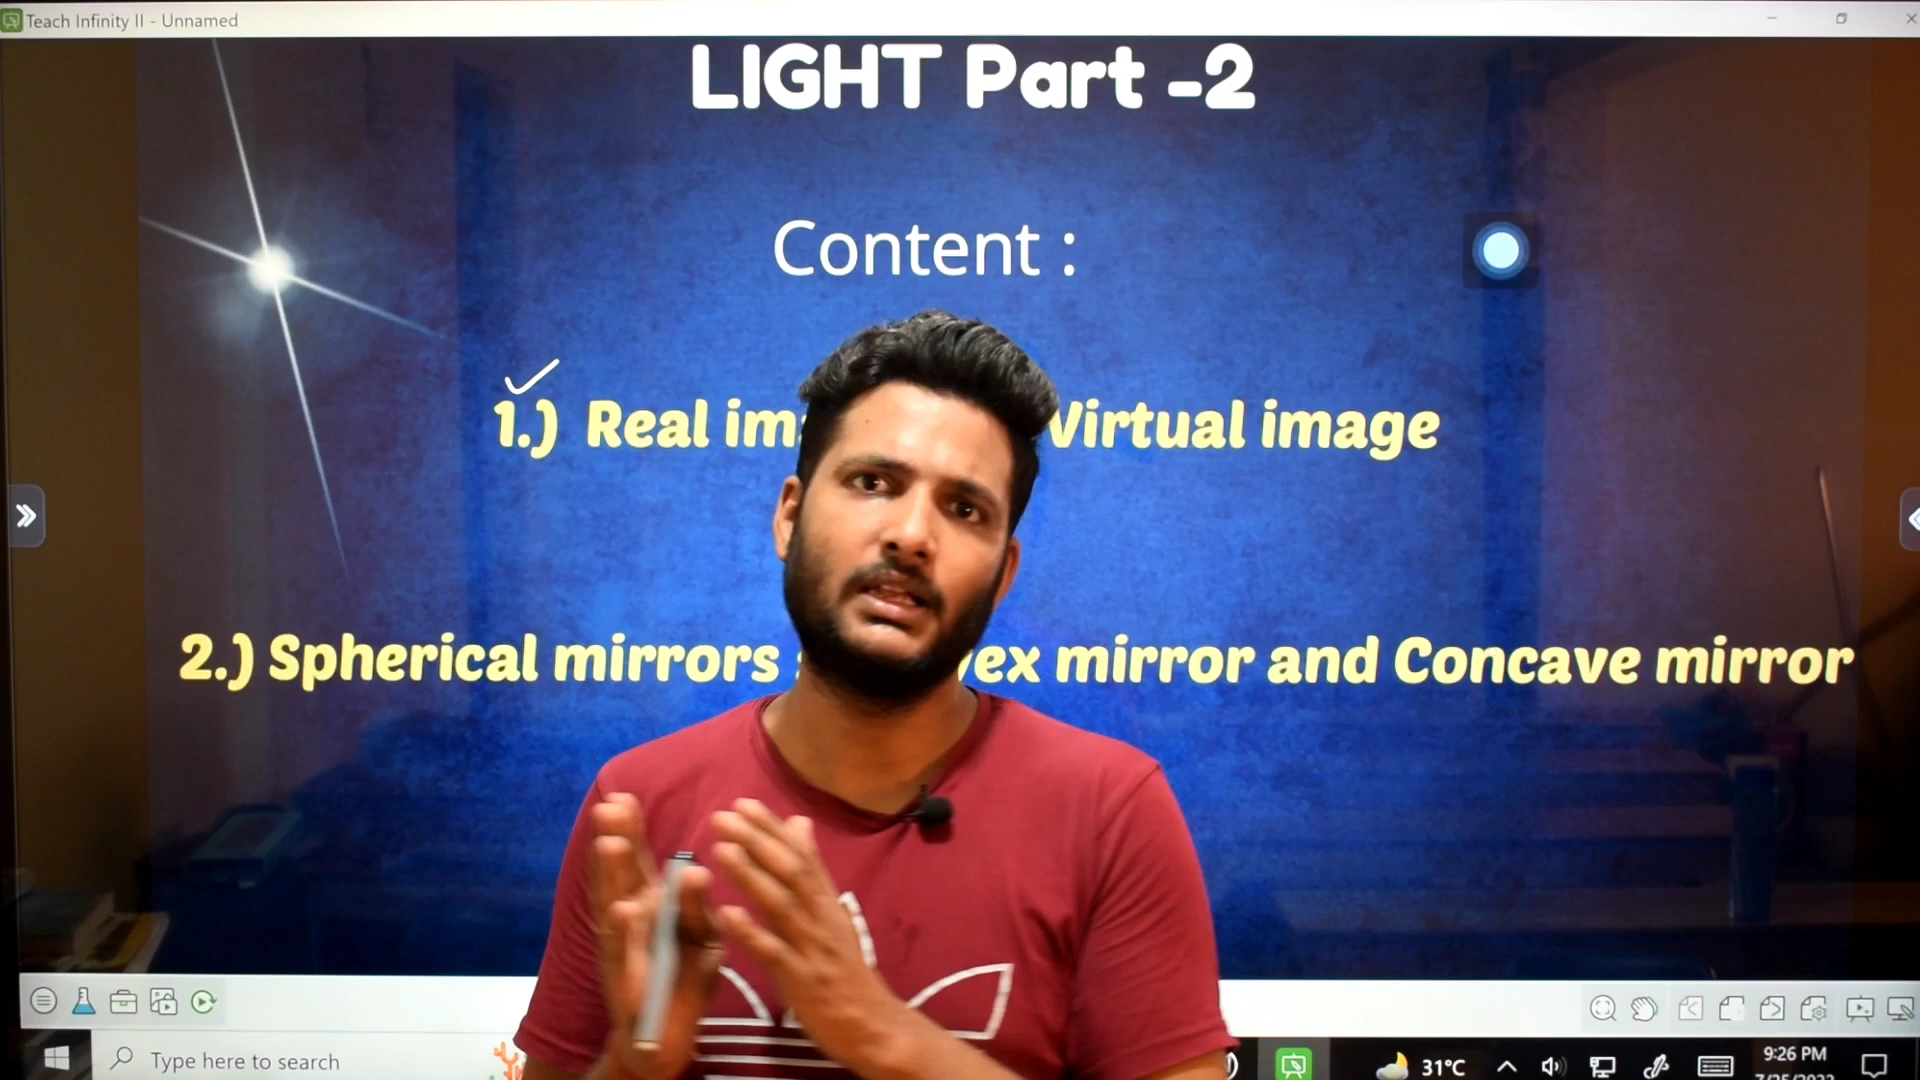 Teach Infinity II - Unnamed
LIGHT Part -2
Content :
1.) Real im Virtual image
2.) Spherical mirrors vex mirror and Concave mirror
Type here to search
31°C
9:26 PM